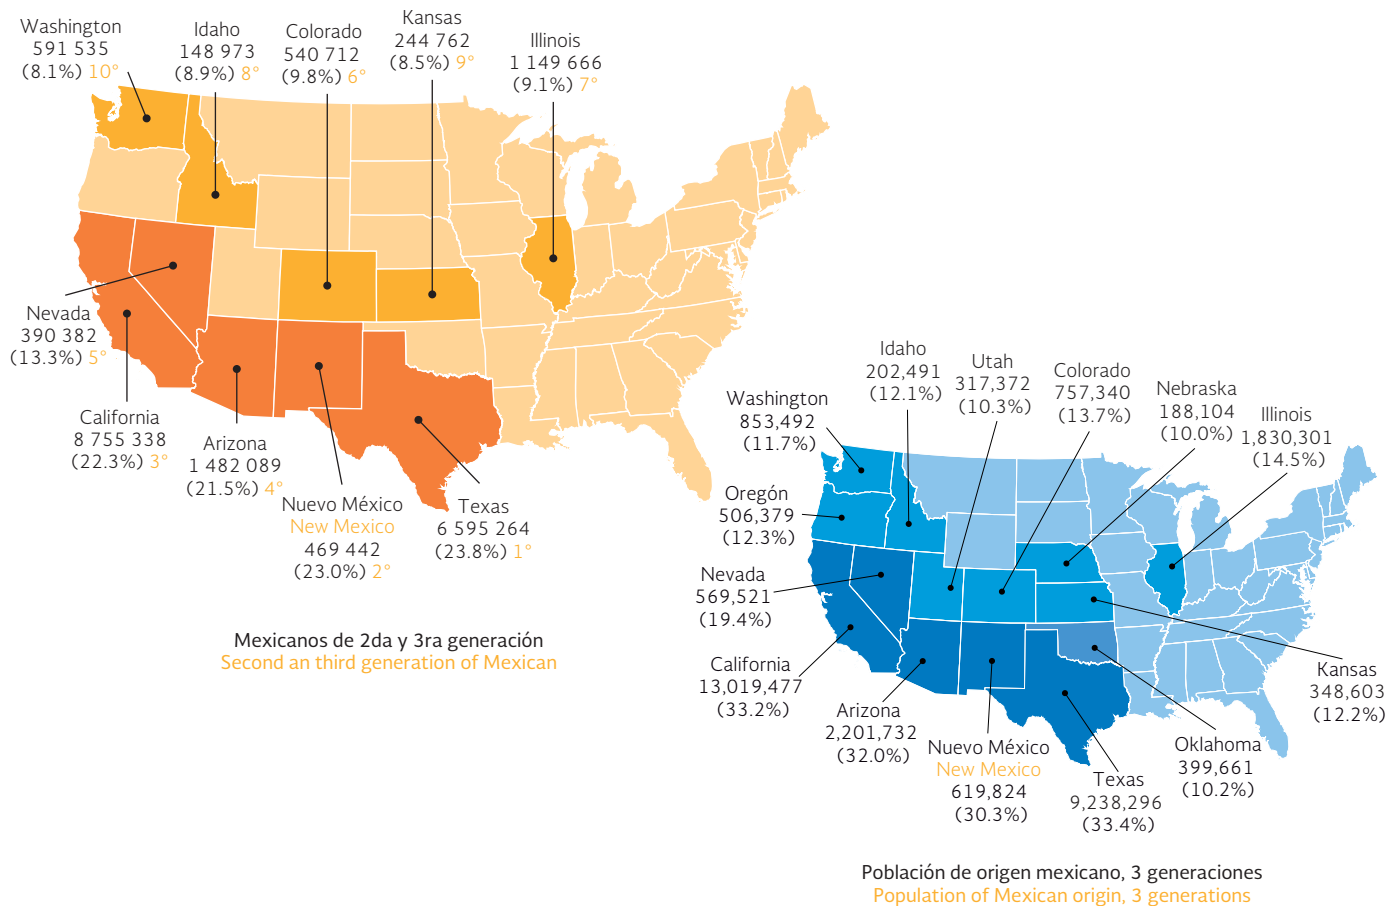 Washington
591 535
(8.1%) 10°
Idaho
148 973
(8.9%) 8°
Colorado
540 712
(9.8%) 6°
Kansas
244 762
(8.5%) 9°
Illinois
1 149 666
(9.1%) 7°
Nevada
390 382
(13.3%) 5°
California
8 755 338
(22.3%) 3°
Arizona
1 482 089
(21.5%) 4°
Nuevo México
New Mexico
469 442
(23.0%) 2°
Texas
6 595 264
(23.8%) 1°
Mexicanos de 2da y 3ra generación
Second an third generation of Mexican
Washington
853,492
(11.7%)
Idaho
202,491
(12.1%)
Utah
317,372
(10.3%)
Colorado
757,340
(13.7%)
Nebraska
188,104
(10.0%)
Illinois
1,830,301
(14.5%)
Oregón
506,379
(12.3%)
Nevada
569,521
(19.4%)
California
13,019,477
(33.2%)
Arizona
2,201,732
(32.0%)
Nuevo México
New Mexico
619,824
(30.3%)
Texas
9,238,296
(33.4%)
Oklahoma
399,661
(10.2%)
Kansas
348,603
(12.2%)
Población de origen mexicano, 3 generaciones
Population of Mexican origin, 3 generations